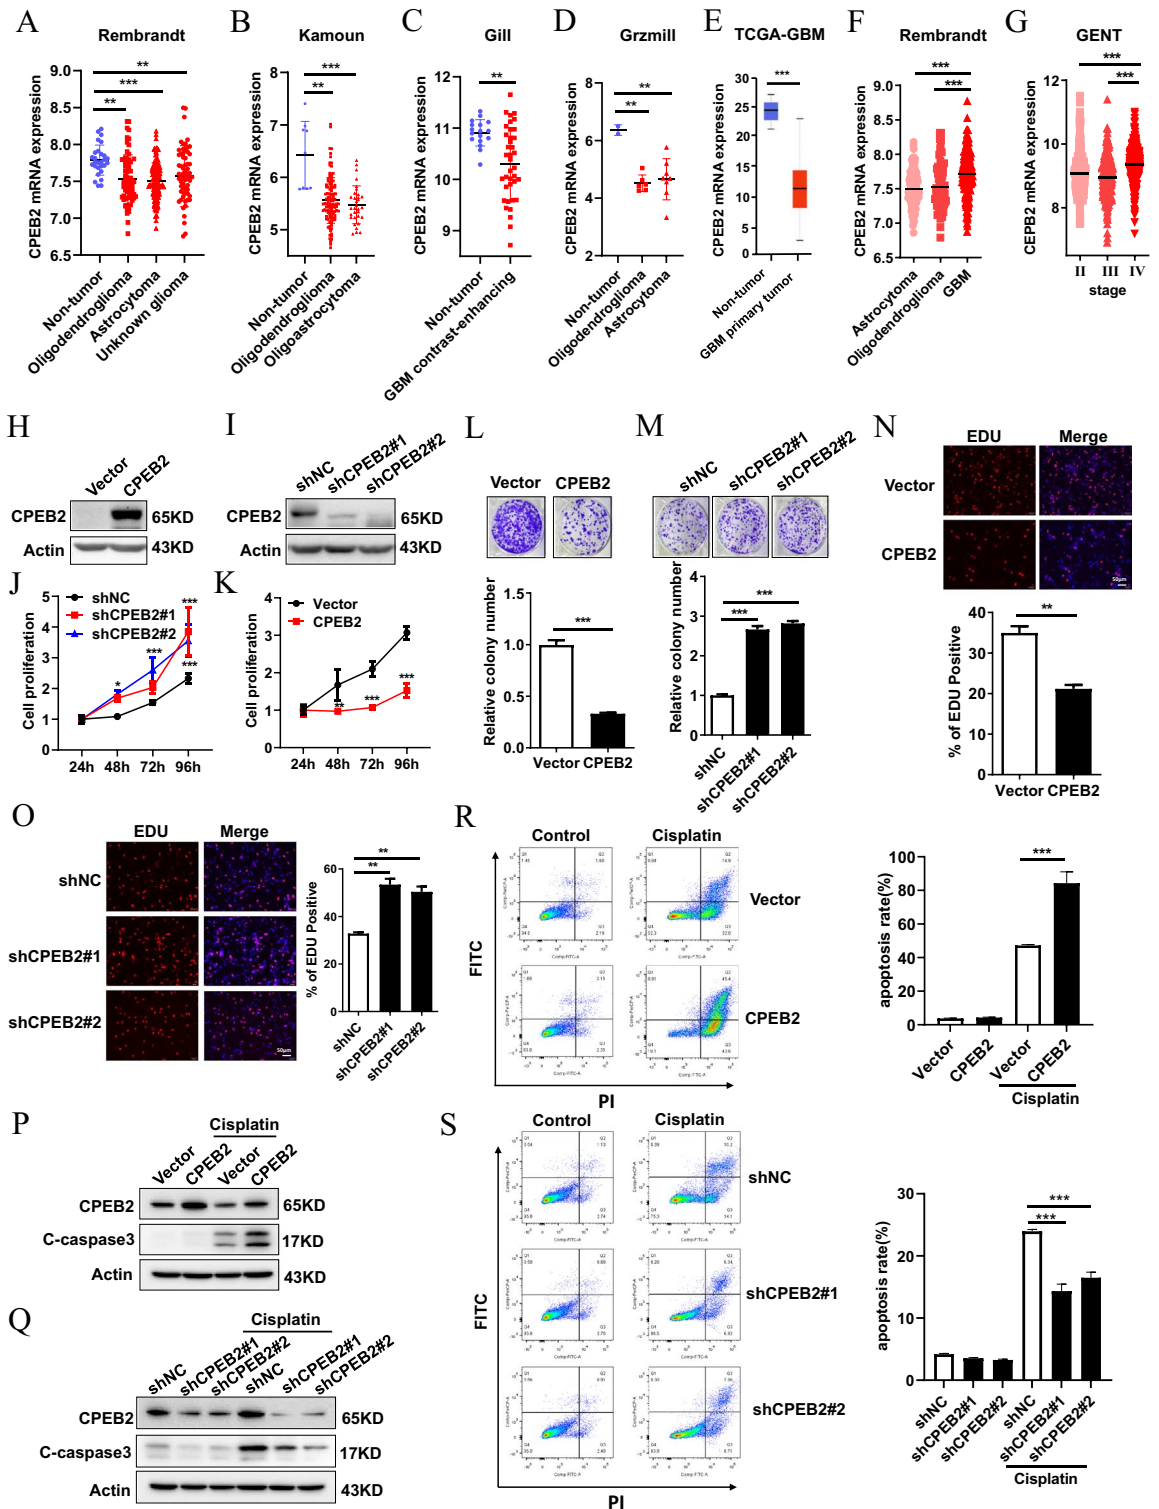 A
Rembrandt
CPEB2 mRNA expression
9.0
8.5
8.0
7.5
7.0
6.5
**
***
**
Non-tumor
Oligodendroglioma
Astrocytoma
Unknown glioma
B
Kamoun
CPEB2 mRNA expression
8
7
6
5
4
***
**
Non-tumor
Oligodendroglioma
Oligoastrocytoma
C
Gill
CPEB2 mRNA expression
12
11
10
9
**
Non-tumor
GBM contrast-enhancing
D
Grzmill
CPEB2 mRNA expression
8
6
4
2
**
**
Non-tumor
Oligodendroglioma
Astrocytoma
E
TCGA-GBM
CPEB2 mRNA expression
30
25
20
15
10
5
0
***
Non-tumor
GBM primary tumor
F
Rembrandt
CPEB2 mRNA expression
9.0
8.5
8.0
7.5
7.0
6.5
***
***
Astrocytoma
Oligodendroglioma
GBM
G
GENT
CEPB2 mRNA expression
12
10
8
***
***
II III IV
stage
H
Vector
CPEB2
CPEB2 65KD
Actin 43KD
I
shNC
shCPEB2#1
shCPEB2#2
CPEB2 65KD
Actin 43KD
L
Vector CPEB2
Relative colony number
1.5
1.0
0.5
0.0
***
Vector CPEB2
M
shNC
shCPEB2#1
shCPEB2#2
Relative colony number
4
3
2
1
0
***
***
shNC
shCPEB2#1
shCPEB2#2
N
EDU Merge
Vector
CPEB2
50μm
% of EDU Positive
40
30
20
10
0
**
Vector CPEB2
J
Cell proliferation
5
4
3
2
1
0
shNC
shCPEB2#1
shCPEB2#2
*
***
***
***
24h 48h 72h 96h
K
Cell proliferation
4
3
2
1
0
Vector
CPEB2
**
***
***
24h 48h 72h 96h
O
EDU Merge
shNC
shCPEB2#1
shCPEB2#2
50μm
% of EDU Positive
60
40
20
0
**
**
shNC
shCPEB2#1
shCPEB2#2
R
Control Cisplatin
Vector
CPEB2
FITC
PI
apoptosis rate(%)
100
80
60
40
20
0
***
Vector
CPEB2
Vector
CPEB2
Cisplatin
P
Cisplatin
Vector
CPEB2
Vector
CPEB2
CPEB2 65KD
C-caspase3 17KD
Actin 43KD
Q
Cisplatin
shNC
shCPEB2#1
shCPEB2#2
shNC
shCPEB2#1
shCPEB2#2
CPEB2 65KD
C-caspase3 17KD
Actin 43KD
S
Control Cisplatin
shNC
shCPEB2#1
shCPEB2#2
FITC
PI
apoptosis rate(%)
30
20
10
0
***
***
shNC
shCPEB2#1
shCPEB2#2
shNC
shCPEB2#1
shCPEB2#2
Cisplatin